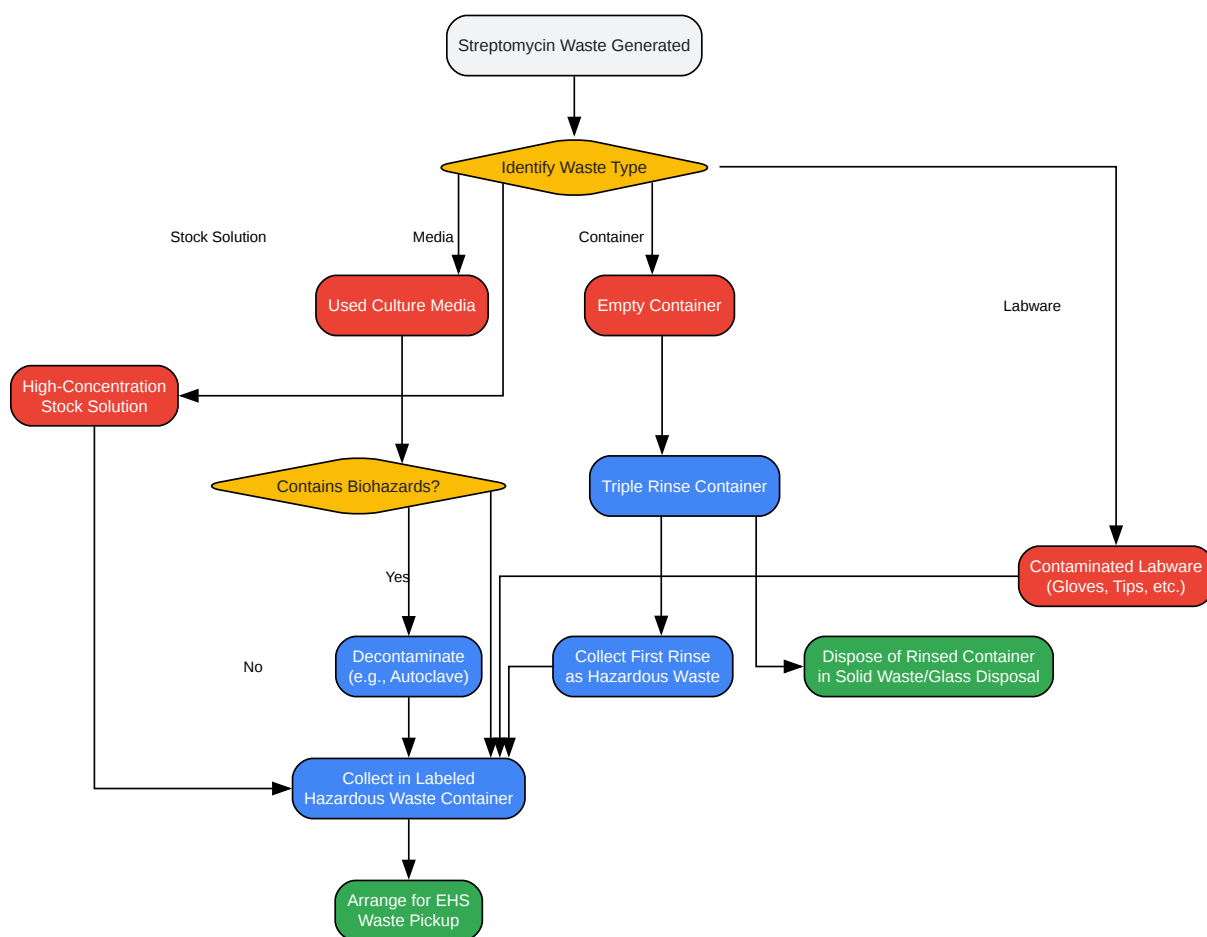 Streptomycin Waste Generated
Identify Waste Type
Stock Solution
Media
Container
Used Culture Media
Empty Container
Labware
High-Concentration
Stock Solution
Contains Biohazards?
Triple Rinse Container
Contaminated Labware
(Gloves, Tips, etc.)
Yes
No
Decontaminate
(e.g., Autoclave)
Collect First Rinse
as Hazardous Waste
Dispose of Rinsed Container
in Solid Waste/Glass Disposal
Collect in Labeled
Hazardous Waste Container
Arrange for EHS
Waste Pickup